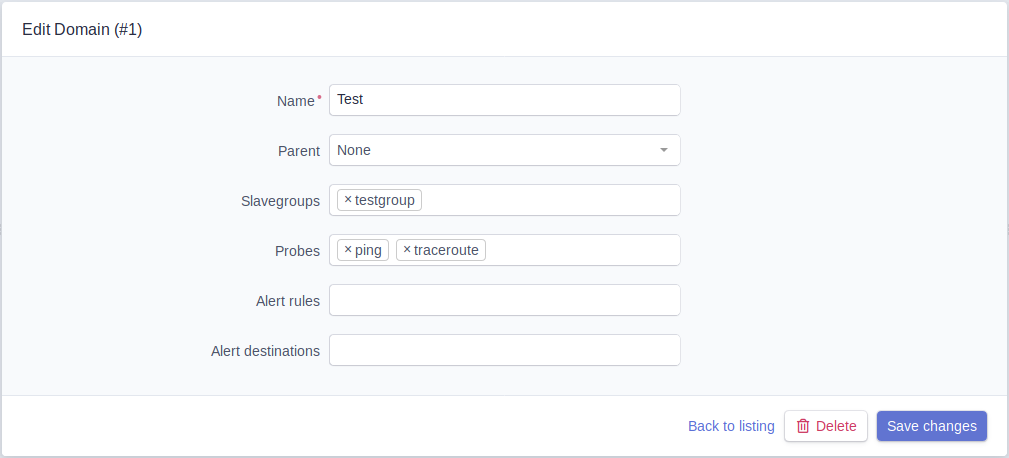 Edit Domain (#1)
Name* Test
Parent None
Slavegroups × testgroup
Probes × ping × traceroute
Alert rules
Alert destinations
Back to listing Delete Save changes